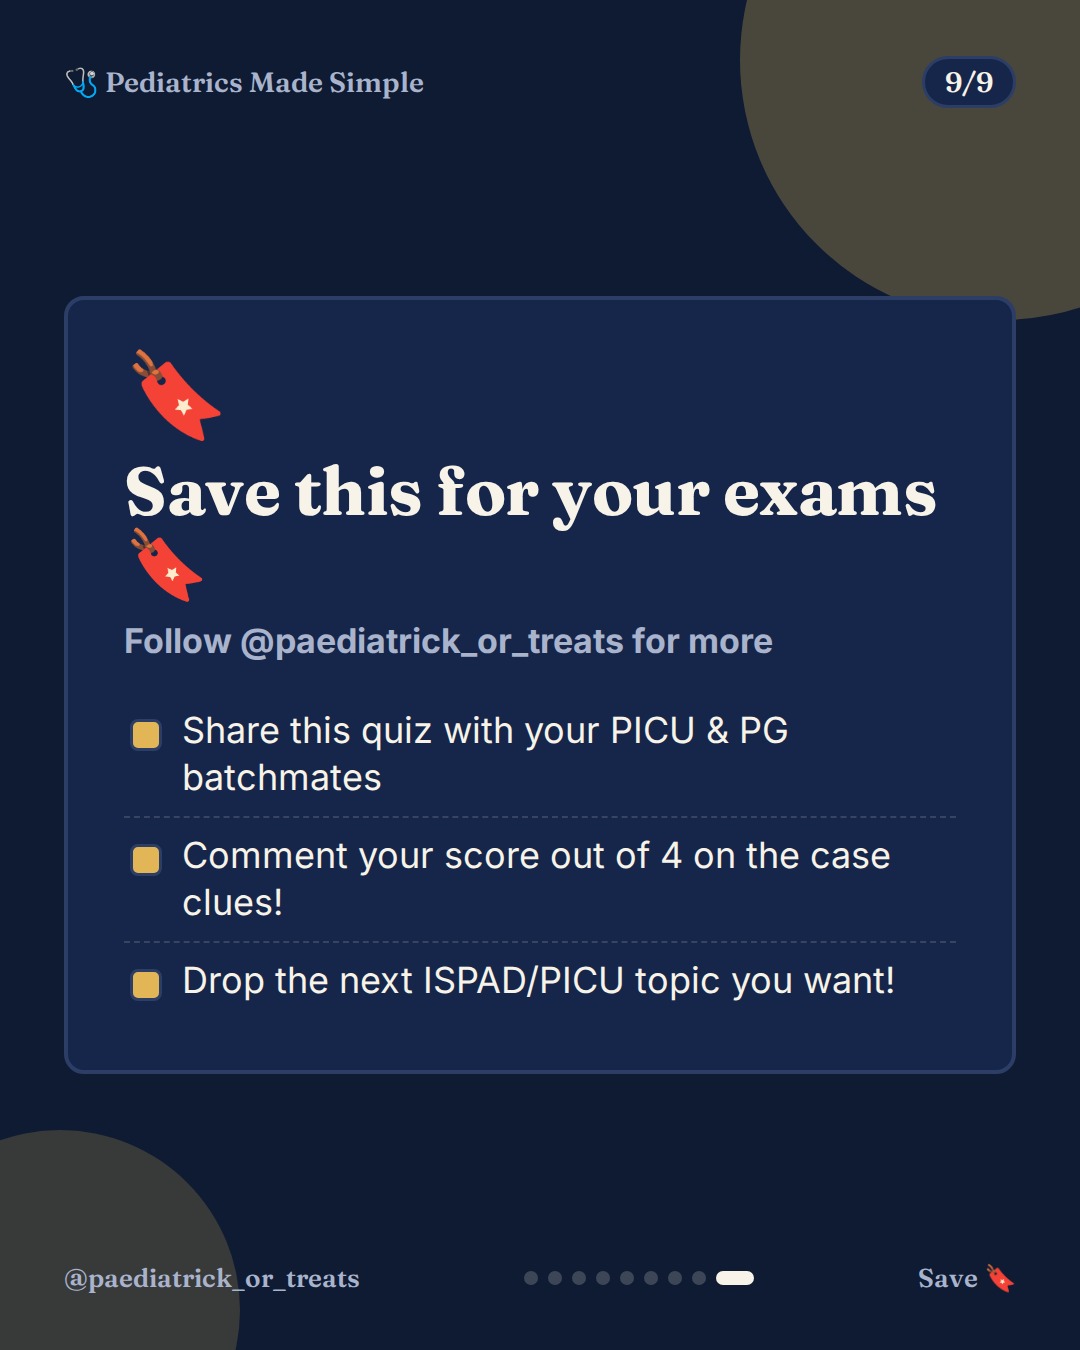 🩺 Pediatrics Made Simple
9/9
🔖
Save this for your exams
🔖
Follow @paediatrick_or_treats for more
Share this quiz with your PICU & PG
batchmates
Comment your score out of 4 on the case
clues!
Drop the next ISPAD/PICU topic you want!
@paediatrick_or_treats
Save 🔖